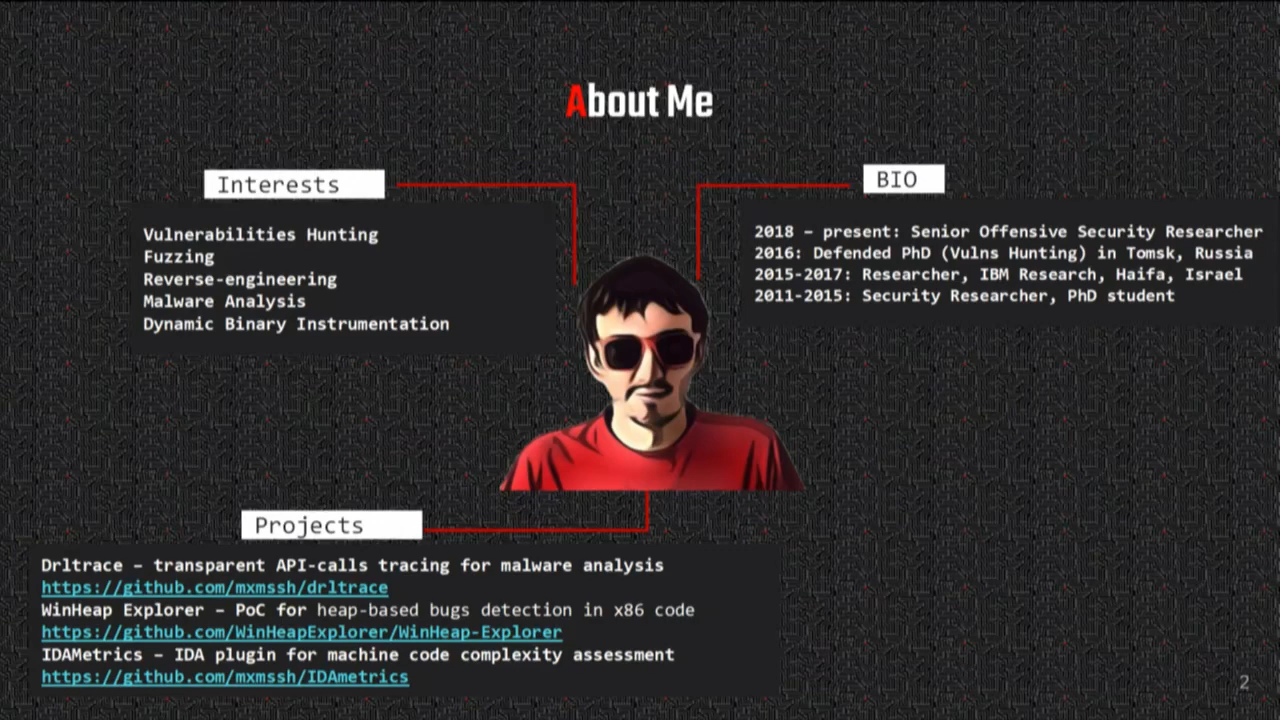 About Me
Interests
Vulnerabilities Hunting
Fuzzing
Reverse-engineering
Malware Analysis
Dynamic Binary Instrumentation
BIO
2018 – present: Senior Offensive Security Researcher
2016: Defended PhD (Vulns Hunting) in Tomsk, Russia
2015-2017: Researcher, IBM Research, Haifa, Israel
2011-2015: Security Researcher, PhD student
Projects
Drltrace – transparent API-calls tracing for malware analysis
https://github.com/mxmssh/drltrace
WinHeap Explorer – PoC for heap-based bugs detection in x86 code
https://github.com/WinHeapExplorer/WinHeap-Explorer
IDAMetrics – IDA plugin for machine code complexity assessment
https://github.com/mxmssh/IDAmetrics
2